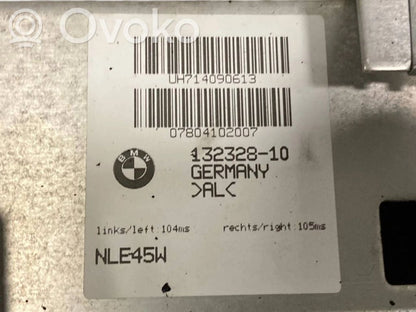 Ovoko
UH714090613
07804102007
BMW
132328-10
GERMANY
>AL<
links/left:104ms rechts/right:105ms
NLE45W